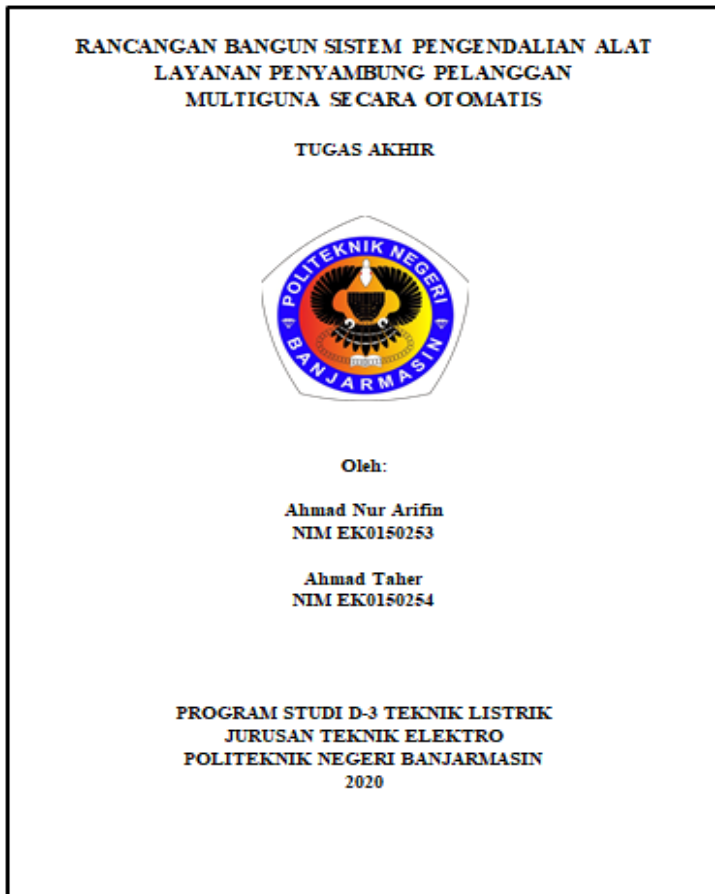 RANCANGAN BANGUN SISTEM PENGENDALIAN ALAT
LAYANAN PENYAMBUNG PELANGGAN
MULTIGUNA SECARA OTOMATIS
TUGAS AKHIR
POLITEKNIK NEGERI
BANJARMASIN
Oleh:
Ahmad Nur Arifin
NIM EK0150253
Ahmad Taher
NIM EK0150254
PROGRAM STUDI D-3 TEKNIK LISTRIK
JURUSAN TEKNIK ELEKTRO
POLITEKNIK NEGERI BANJARMASIN
2020